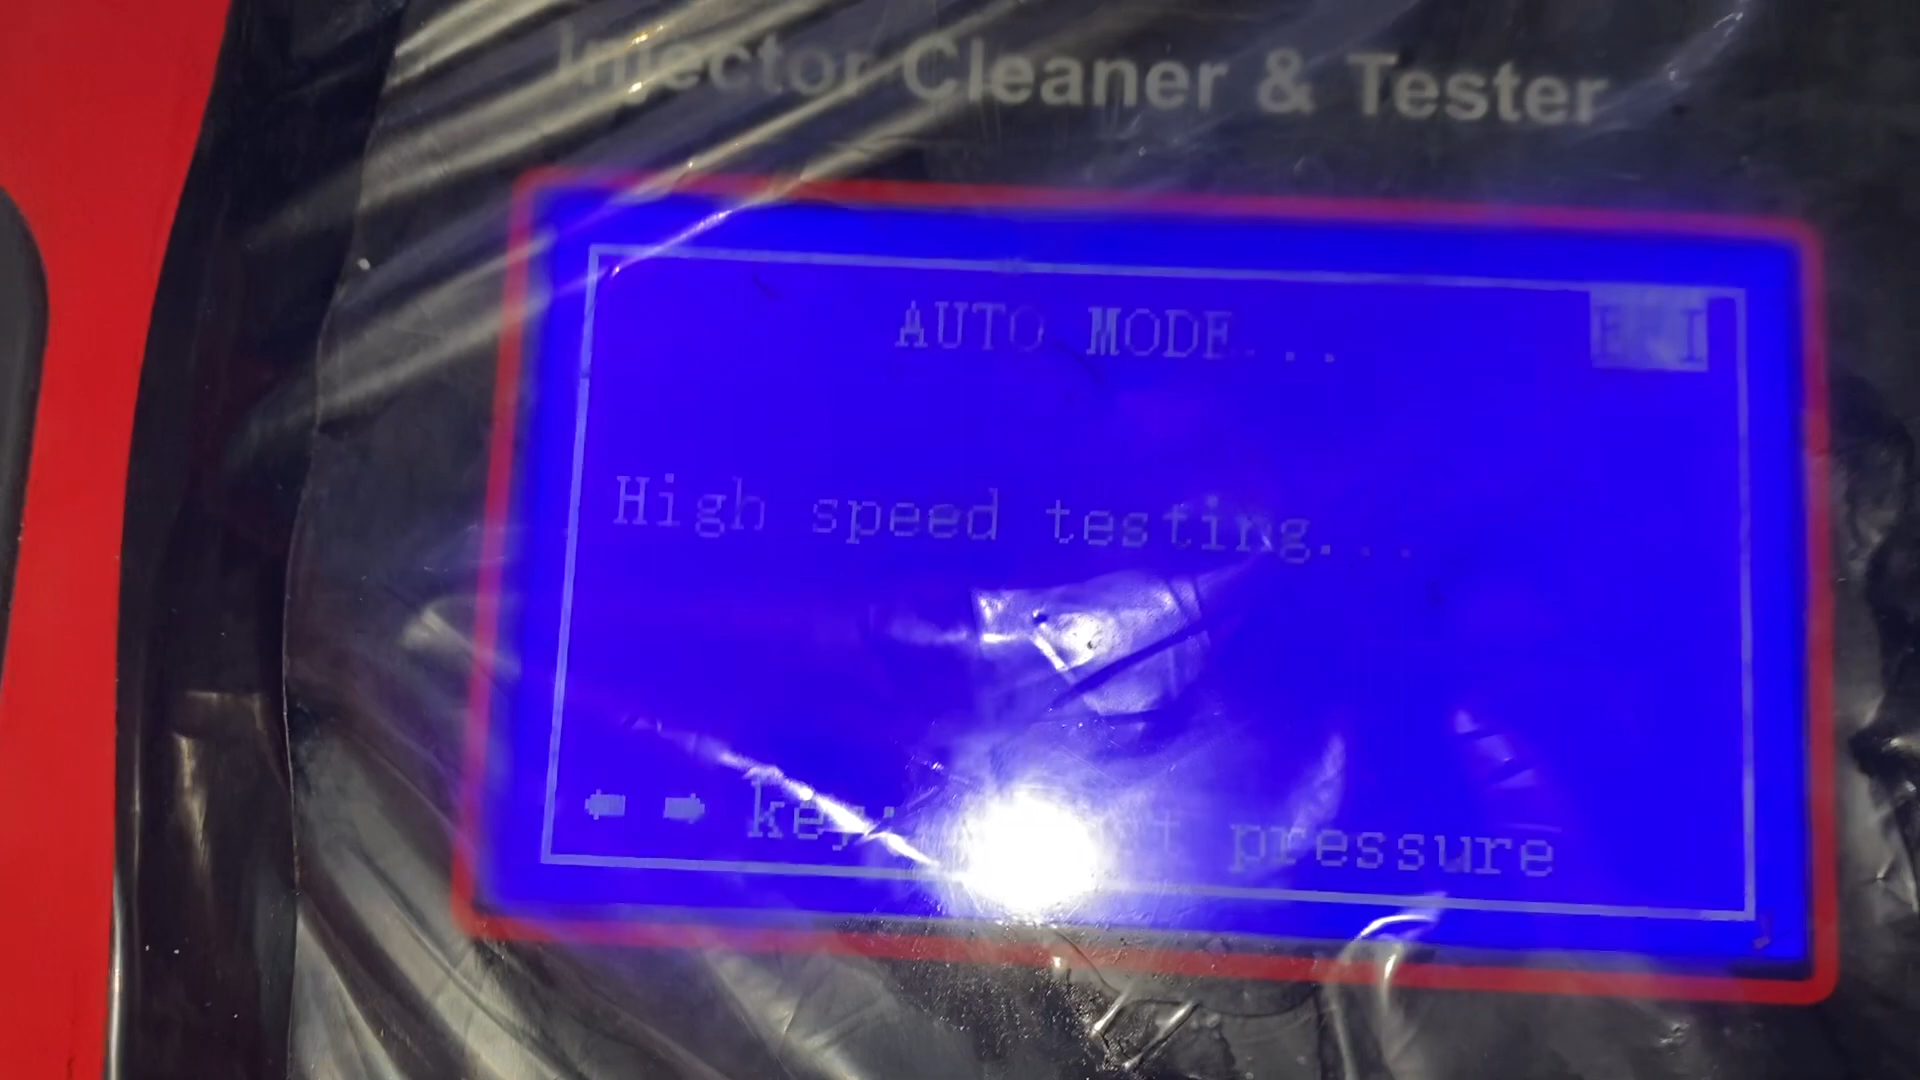 Injector Cleaner & Tester
AUTO MODE...
High speed testing...
key: pressure